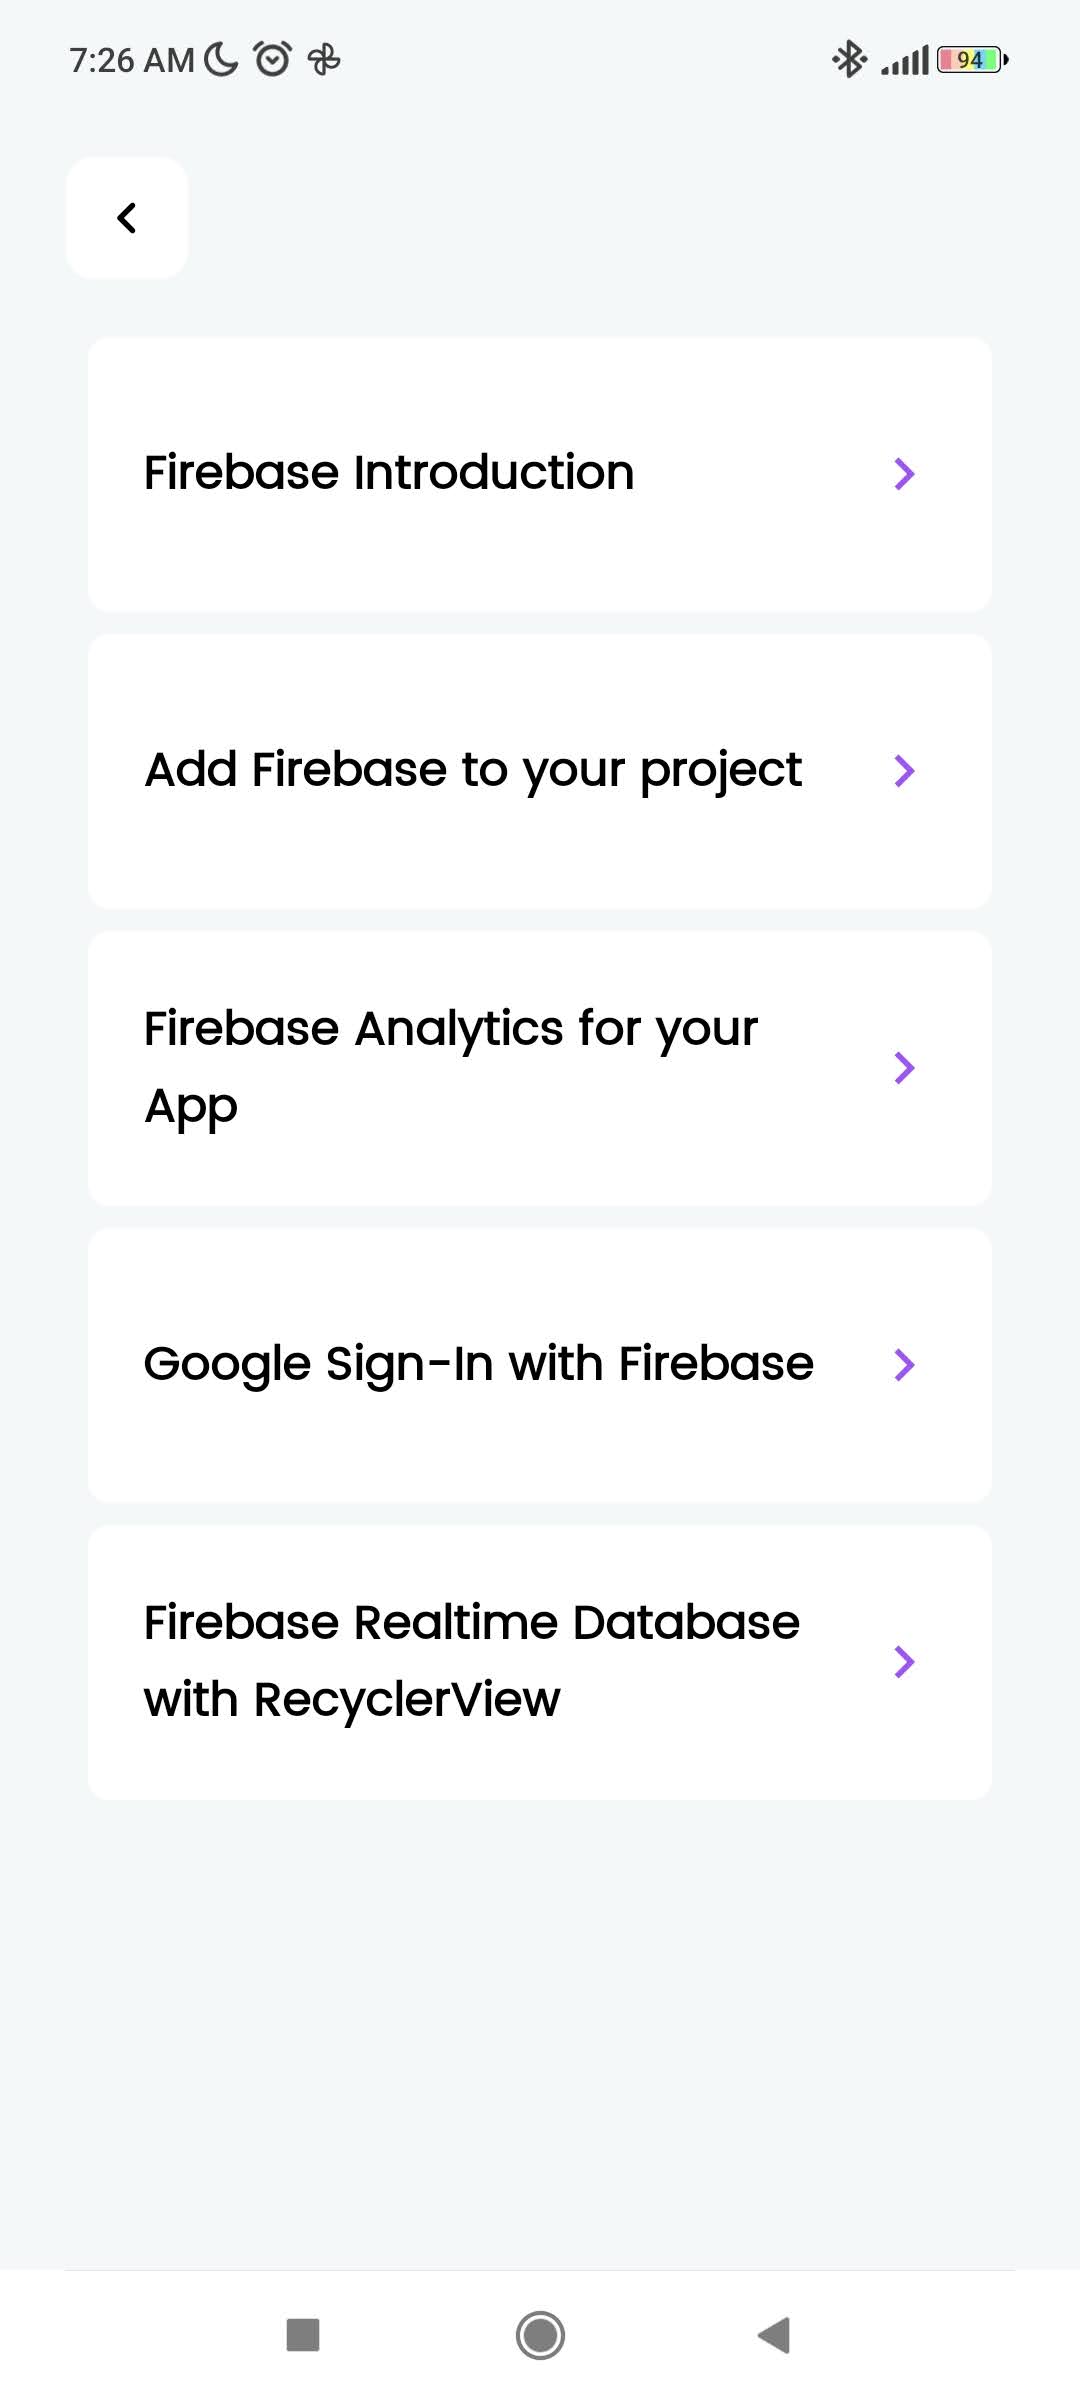 7:26 AM
94
Firebase Introduction
Add Firebase to your project
Firebase Analytics for your
App
Google Sign-In with Firebase
Firebase Realtime Database
with RecyclerView